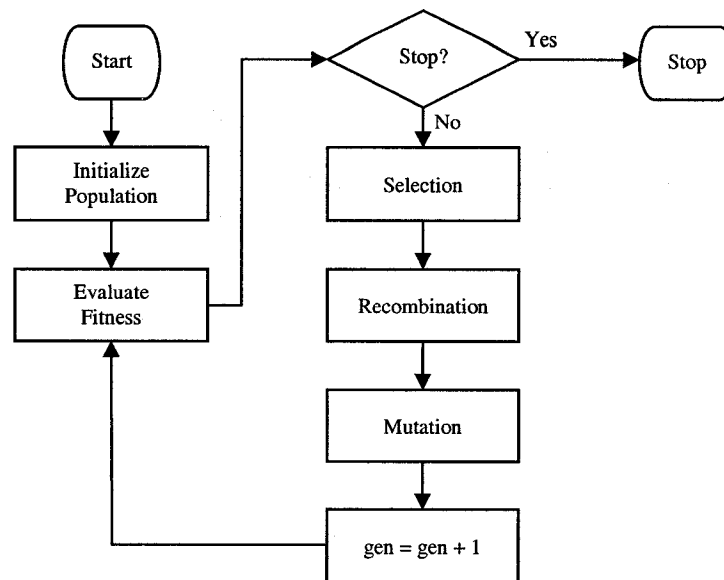 Start
Initialize
Population
Evaluate
Fitness
Stop?
Yes
Stop
No
Selection
Recombination
Mutation
gen = gen + 1